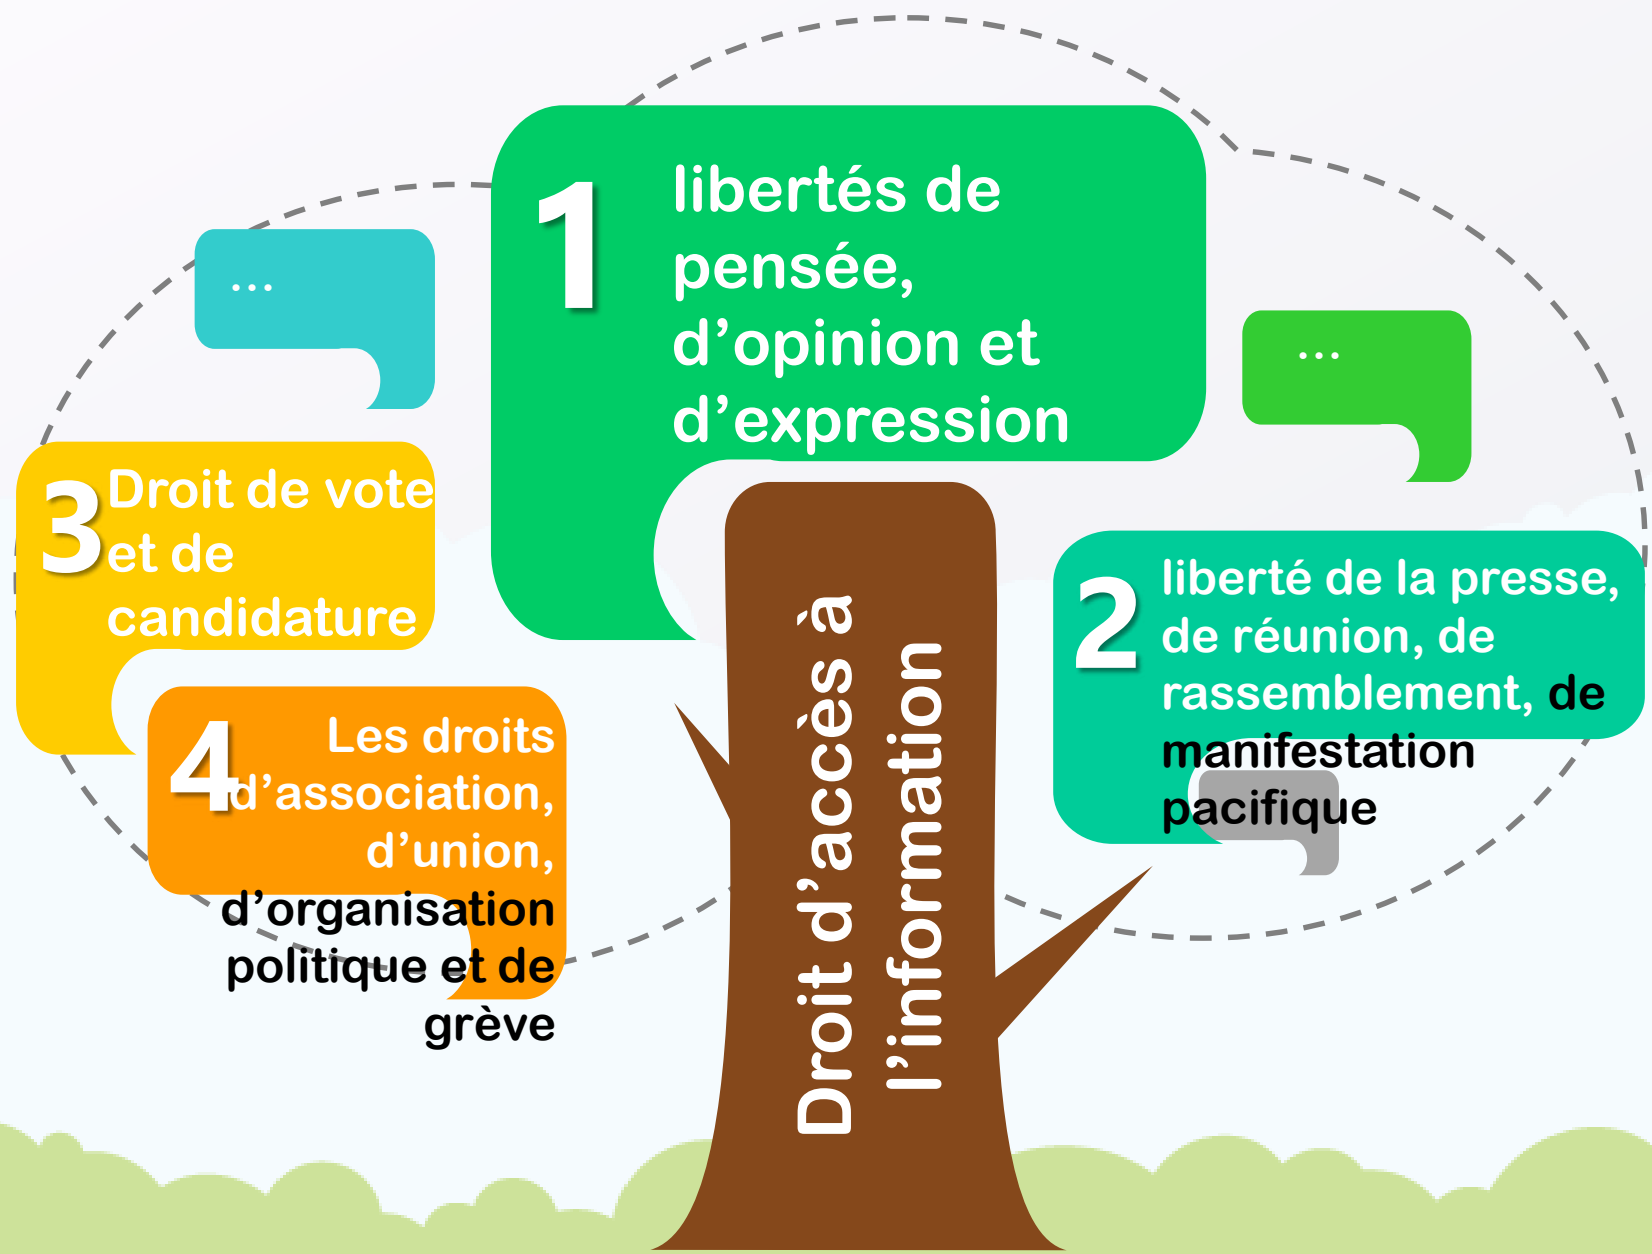 1
libertés de
pensée,
d’opinion et
d’expression
...
...
3
Droit de vote
et de
candidature
2
liberté de la presse,
de réunion, de
rassemblement, de
manifestation
pacifique
4
Les droits
d’association,
d’union,
d’organisation
politique et de
grève
Droit d’accès à
l’information